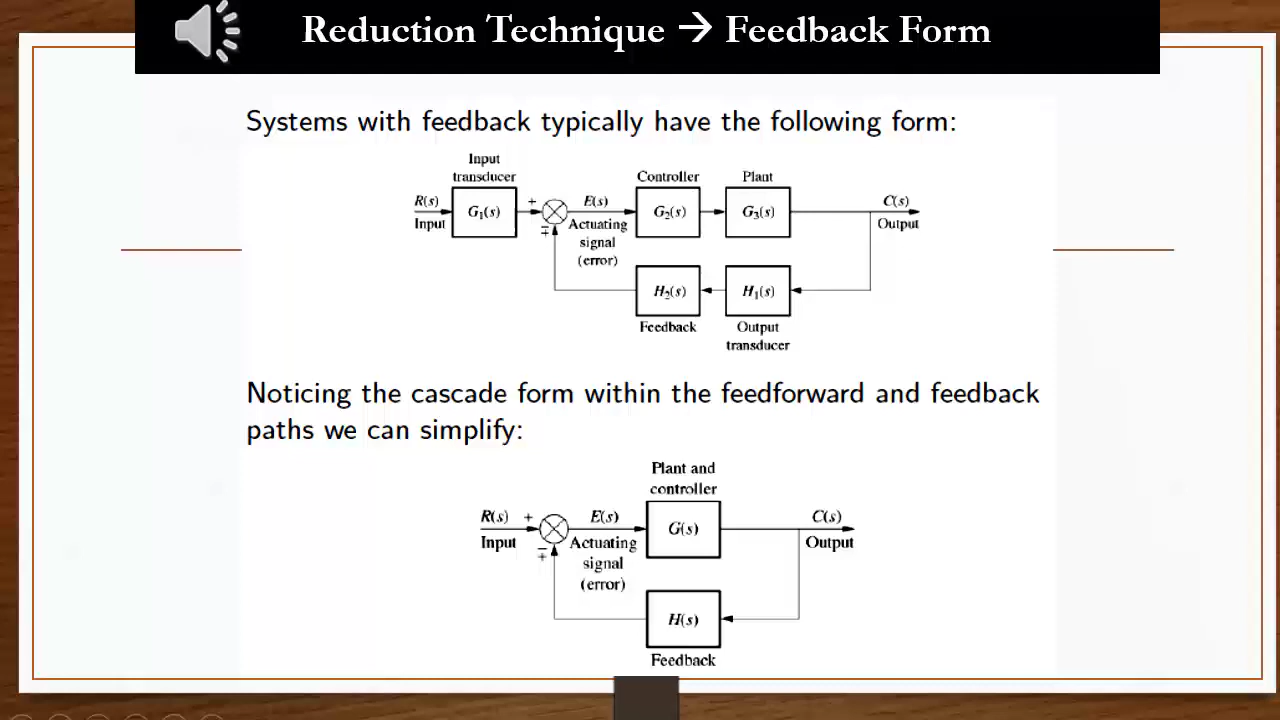 Reduction Technique → Feedback Form
Systems with feedback typically have the following form:
Input
transducer
Controller
Plant
R(s)
Input
G₁(s)
+
∓
E(s)
Actuating
signal
(error)
G₂(s)
G₃(s)
C(s)
Output
H₂(s)
H₁(s)
Feedback
Output
transducer
Noticing the cascade form within the feedforward and feedback
paths we can simplify:
Plant and
controller
R(s)
Input
+
∓
E(s)
Actuating
signal
(error)
G(s)
C(s)
Output
H(s)
Feedback